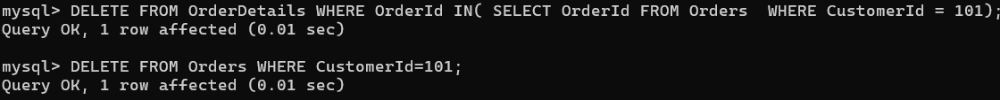 mysql> DELETE FROM OrderDetails WHERE OrderId IN( SELECT OrderId FROM Orders  WHERE CustomerId = 101);
Query OK, 1 row affected (0.01 sec)
mysql> DELETE FROM Orders WHERE CustomerId=101;
Query OK, 1 row affected (0.01 sec)